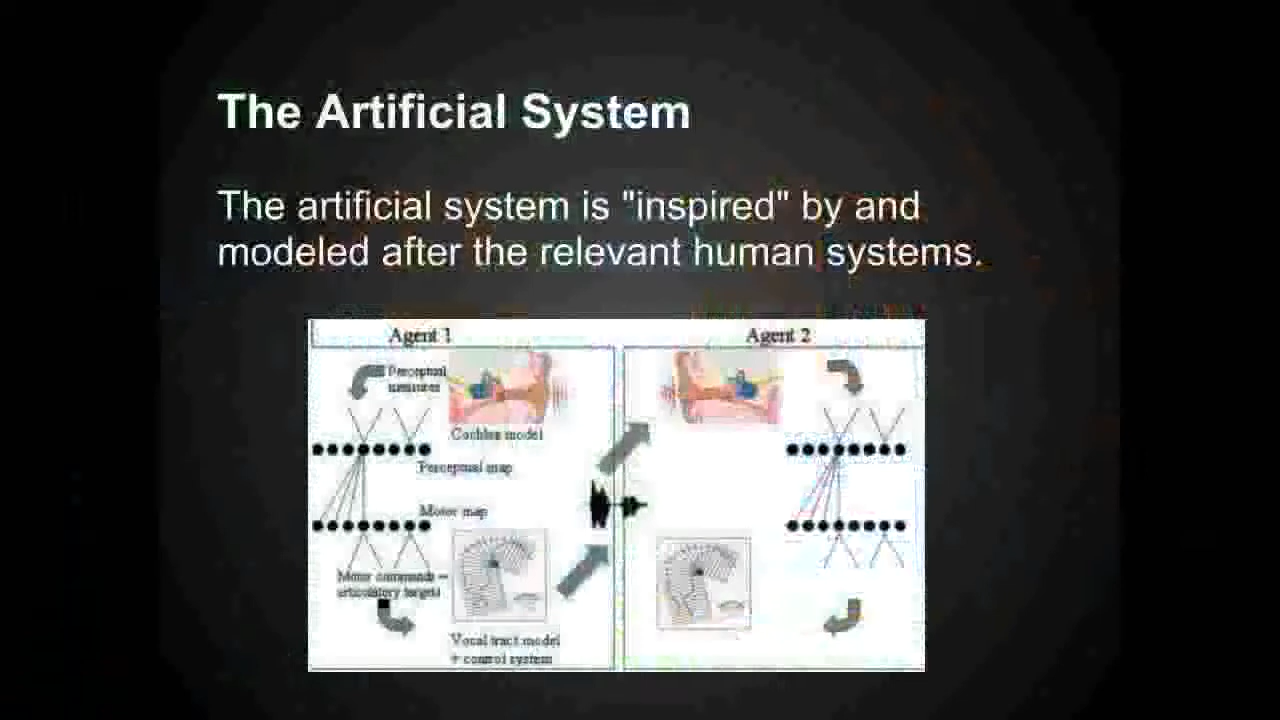 The Artificial System
The artificial system is "inspired" by and
modeled after the relevant human systems.
Agent 1
Agent 2
Perceptual
measures
Cochlea model
Perceptual map
Motor map
Motor commands =
articulatory targets
Vocal tract model
+ control system